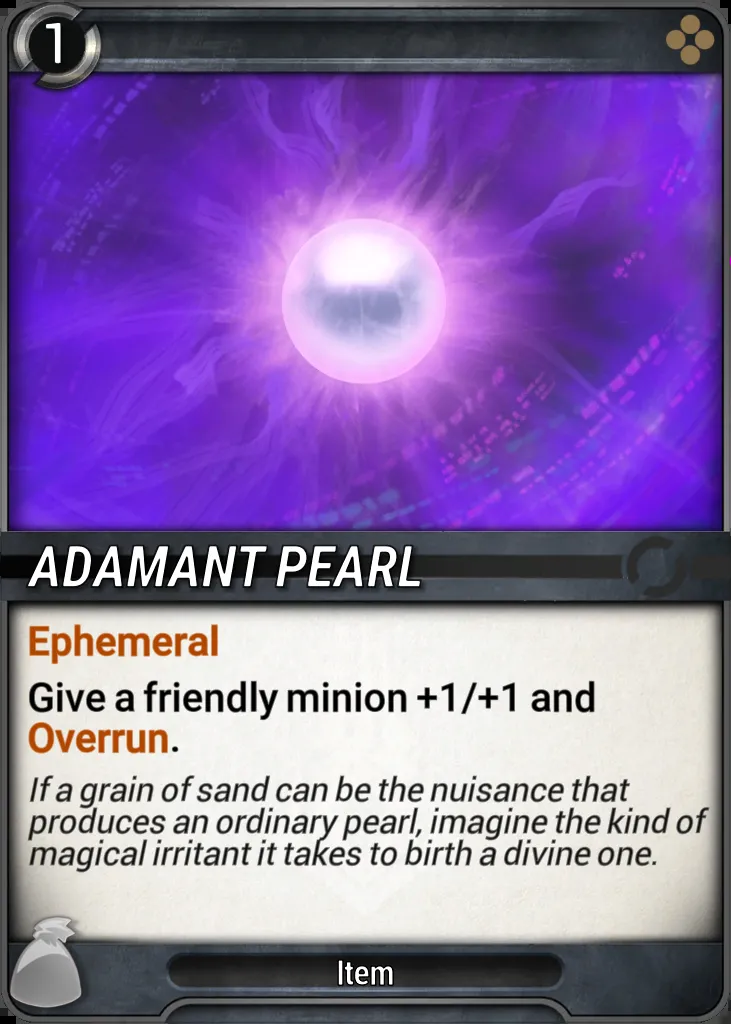 1
ADAMANT PEARL
Ephemeral
Give a friendly minion +1/+1 and
Overrun.
If a grain of sand can be the nuisance that
produces an ordinary pearl, imagine the kind of
magical irritant it takes to birth a divine one.
Item